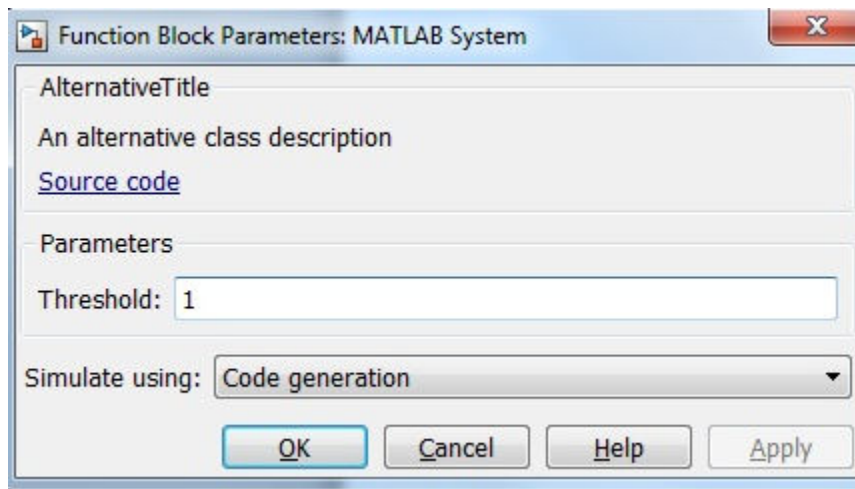 Function Block Parameters: MATLAB System
AlternativeTitle
An alternative class description
Source code
Parameters
Threshold: 1
Simulate using: Code generation
OK Cancel Help Apply